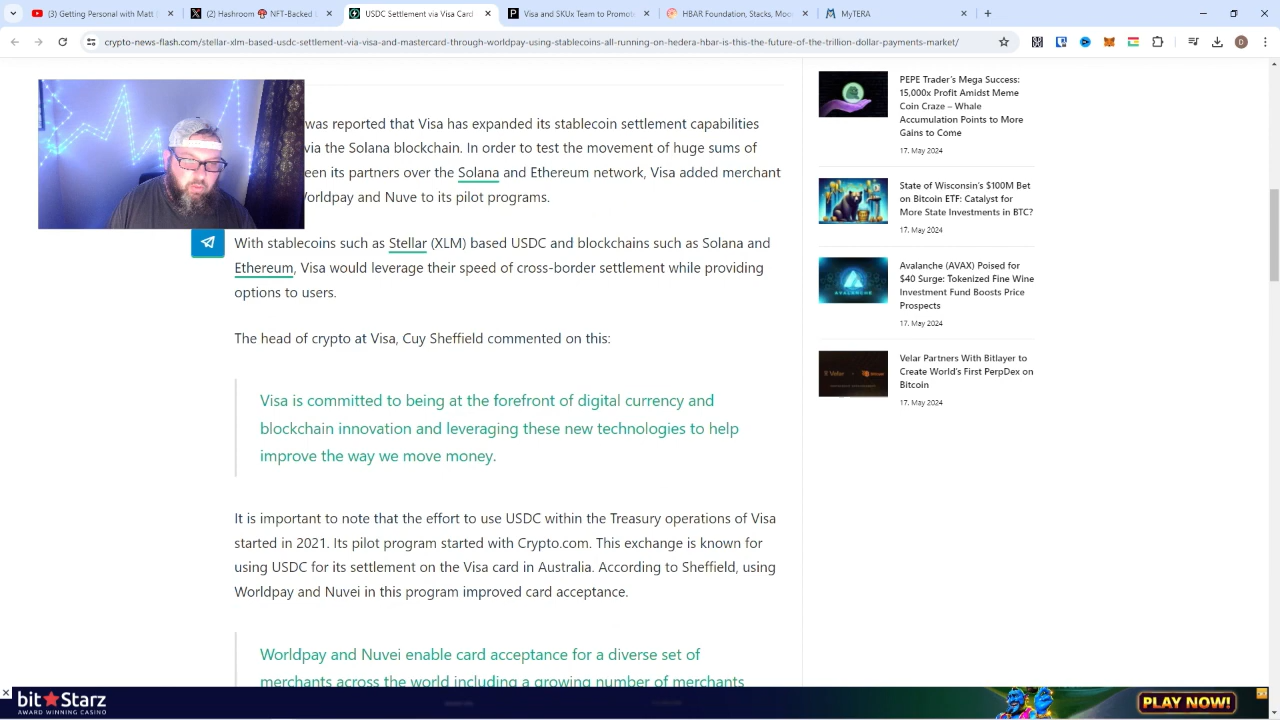 (3) Getting Personal with Matt
(2) Hashroom NFT-Backed
USDC Settlement via Visa Card
Visa and SKUx Team to Promot
HBAR Foundation, Stacks, Mo
MyTERA
crypto-news-flash.com/stellar-xlm-based-usdc-settlement-via-visa-and-mastercard-through-worldpay-using-stablecoins-all-running-on-hedera-hbar-is-this-the-future-of-the-trillion-dollar-payments-market/
was reported that Visa has expanded its stablecoin settlement capabilities
via the Solana blockchain. In order to test the movement of huge sums of
een its partners over the Solana and Ethereum network, Visa added merchant
Worldpay and Nuve to its pilot programs.
With stablecoins such as Stellar (XLM) based USDC and blockchains such as Solana and
Ethereum, Visa would leverage their speed of cross-border settlement while providing
options to users.
The head of crypto at Visa, Cuy Sheffield commented on this:
Visa is committed to being at the forefront of digital currency and
blockchain innovation and leveraging these new technologies to help
improve the way we move money.
It is important to note that the effort to use USDC within the Treasury operations of Visa
started in 2021. Its pilot program started with Crypto.com. This exchange is known for
using USDC for its settlement on the Visa card in Australia. According to Sheffield, using
Worldpay and Nuvei in this program improved card acceptance.
Worldpay and Nuvei enable card acceptance for a diverse set of
merchants across the world including a growing number of merchants
PEPE Trader's Mega Success:
15,000x Profit Amidst Meme
Coin Craze – Whale
Accumulation Points to More
Gains to Come
17. May 2024
State of Wisconsin's $100M Bet
on Bitcoin ETF: Catalyst for
More State Investments in BTC?
17. May 2024
Avalanche (AVAX) Poised for
$40 Surge: Tokenized Fine Wine
Investment Fund Boosts Price
Prospects
17. May 2024
AVALANCHE
Velar Partners With Bitlayer to
Create World's First PerpDex on
Bitcoin
17. May 2024
Velar
bitStarz
AWARD WINNING CASINO
PLAY NOW!